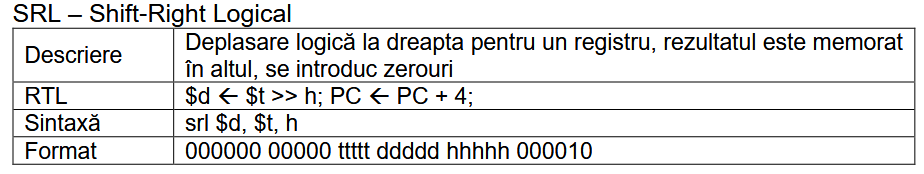 SRL – Shift-Right Logical
Descriere
Deplasare logică la dreapta pentru un registru, rezultatul este memorat
în altul, se introduc zerouri
RTL
$d ← $t >> h; PC ← PC + 4;
Sintaxă
srl $d, $t, h
Format
000000 00000 ttttt ddddd hhhhh 000010